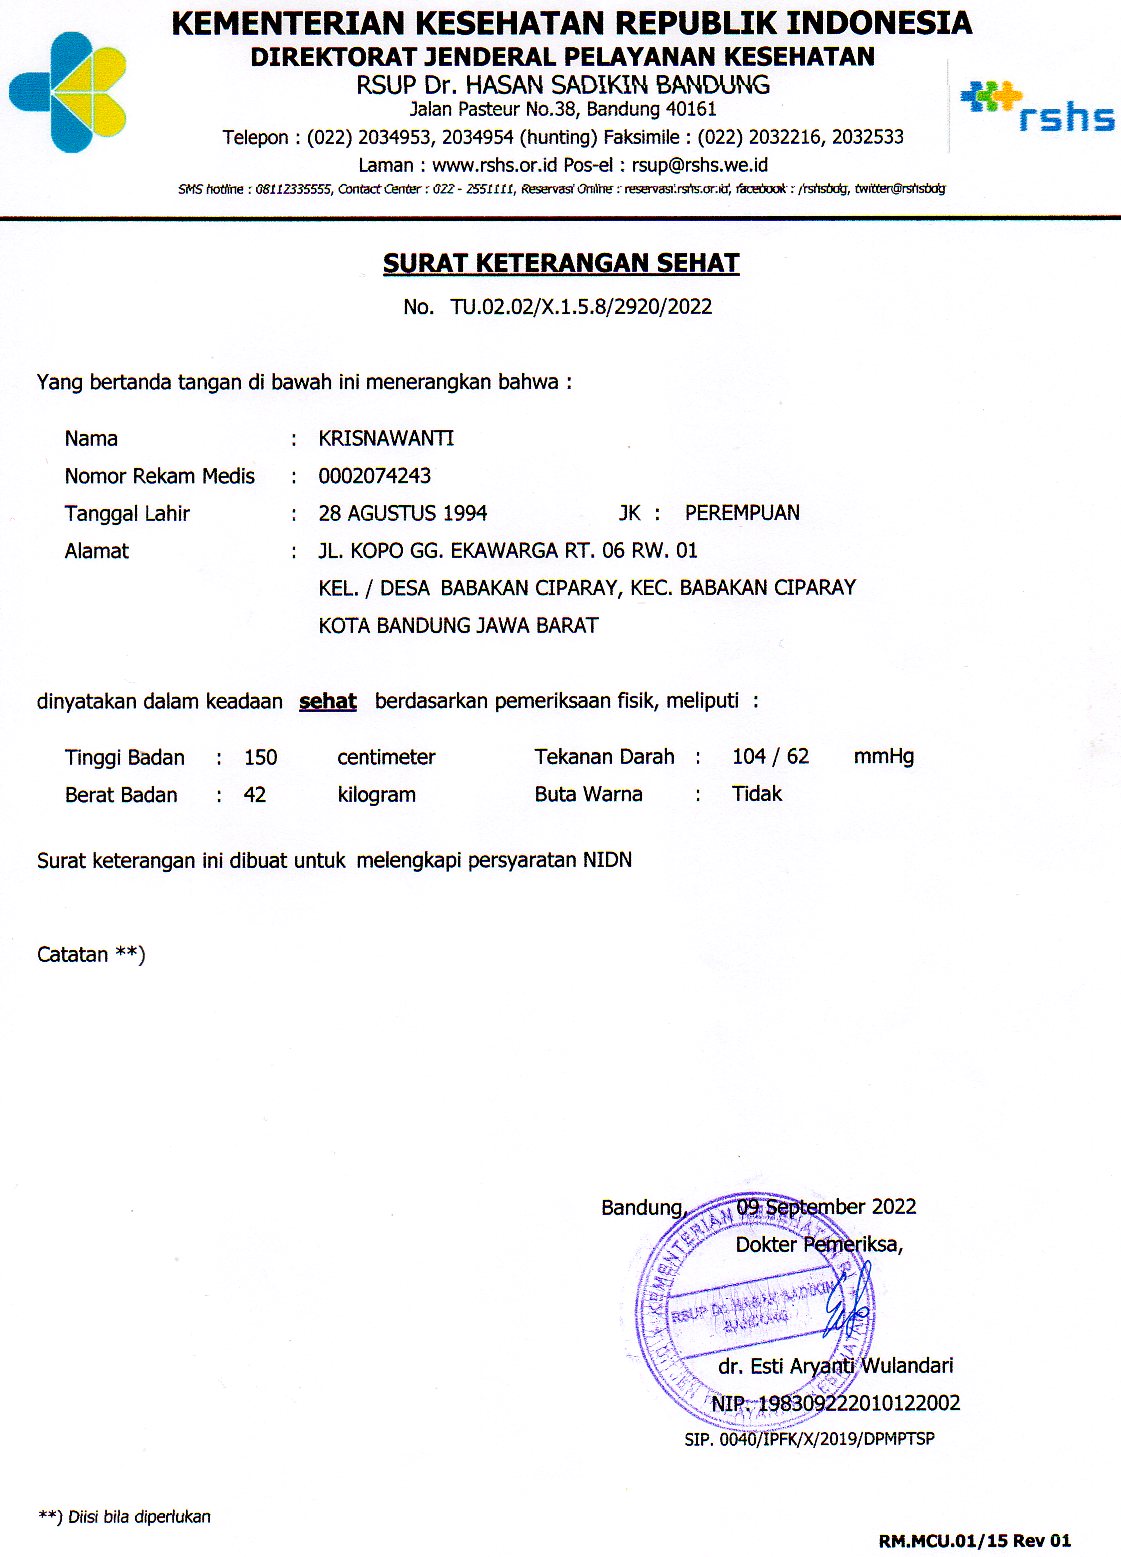 KEMENTERIAN KESEHATAN REPUBLIK INDONESIA
DIREKTORAT JENDERAL PELAYANAN KESEHATAN
RSUP Dr. HASAN SADIKIN BANDUNG
Jalan Pasteur No.38, Bandung 40161
Telepon : (022) 2034953, 2034954 (hunting) Faksimile : (022) 2032216, 2032533
Laman : www.rshs.or.id Pos-el : rsup@rshs.we.id
SMS hotline : 08112335555, Contact Center : 022 - 2551111, Reservasi Online : reservasi.rshs.or.id, facebook : /rshsbdg, twitter@rshsbdg
rshs
SURAT KETERANGAN SEHAT
No. TU.02.02/X.1.5.8/2920/2022
Yang bertanda tangan di bawah ini menerangkan bahwa :
Nama : KRISNAWANTI
Nomor Rekam Medis : 0002074243
Tanggal Lahir : 28 AGUSTUS 1994 JK : PEREMPUAN
Alamat : JL. KOPO GG. EKAWARGA RT. 06 RW. 01
KEL. / DESA BABAKAN CIPARAY, KEC. BABAKAN CIPARAY
KOTA BANDUNG JAWA BARAT
dinyatakan dalam keadaan sehat berdasarkan pemeriksaan fisik, meliputi :
Tinggi Badan : 150 centimeter Tekanan Darah : 104 / 62 mmHg
Berat Badan : 42 kilogram Buta Warna : Tidak
Surat keterangan ini dibuat untuk melengkapi persyaratan NIDN
Catatan **)
Bandung, 09 September 2022
Dokter Pemeriksa,
KEMENTERIAN KESEHATAN R
RSUP Dr. HASAN SADIKIN
BANDUNG
dr. Esti Aryanti Wulandari
NIP. 198309222010122002
SIP. 0040/IPFK/X/2019/DPMPTSP
**) Diisi bila diperlukan
RM.MCU.01/15 Rev 01